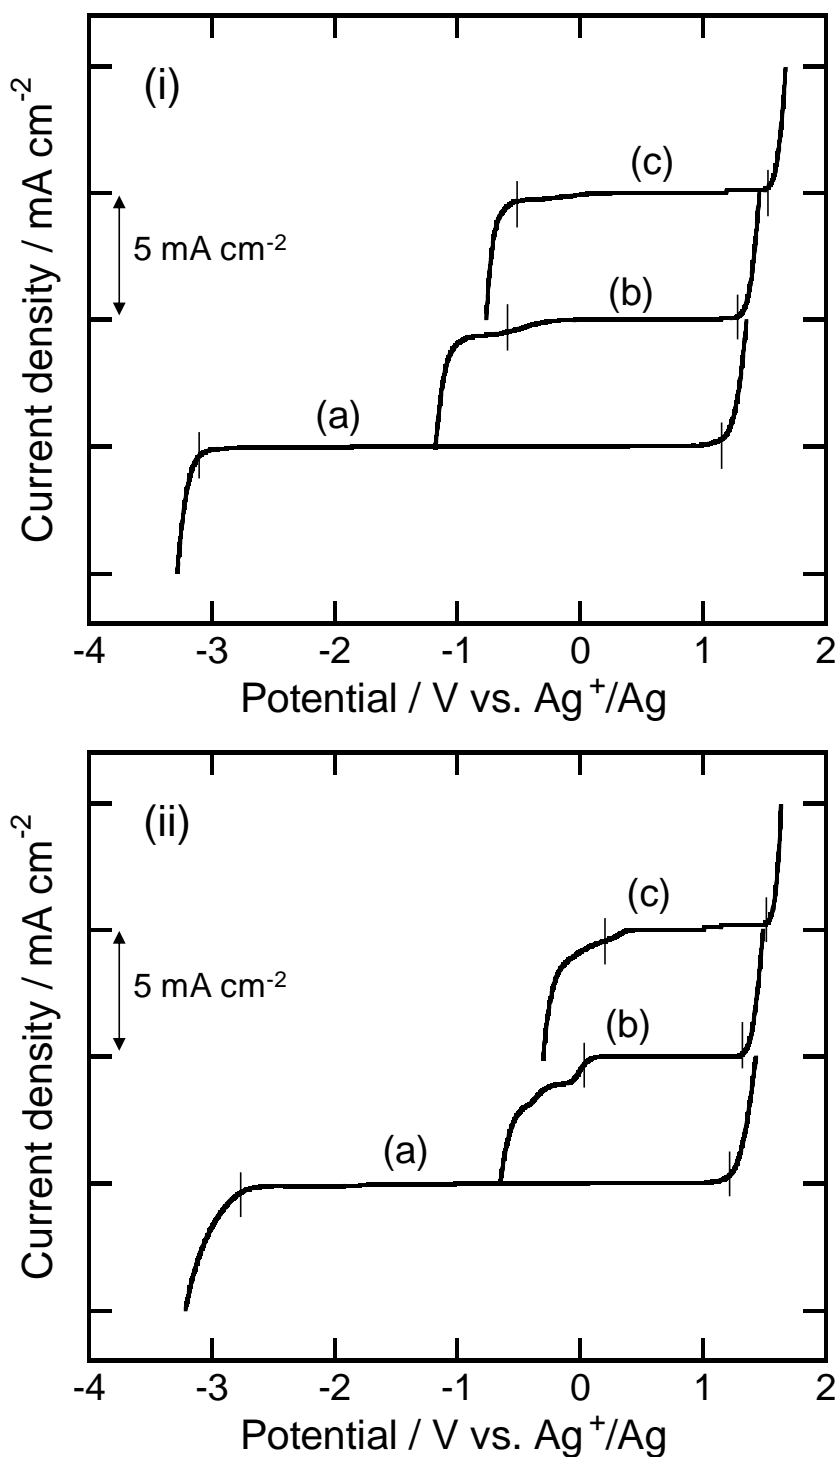 (i)
(c)
5 mA cm-2
(b)
(a)
Current density / mA cm-2
-4 -3 -2 -1 0 1 2
Potential / V vs. Ag+/Ag
(ii)
(c)
5 mA cm-2
(b)
(a)
Current density / mA cm-2
-4 -3 -2 -1 0 1 2
Potential / V vs. Ag+/Ag